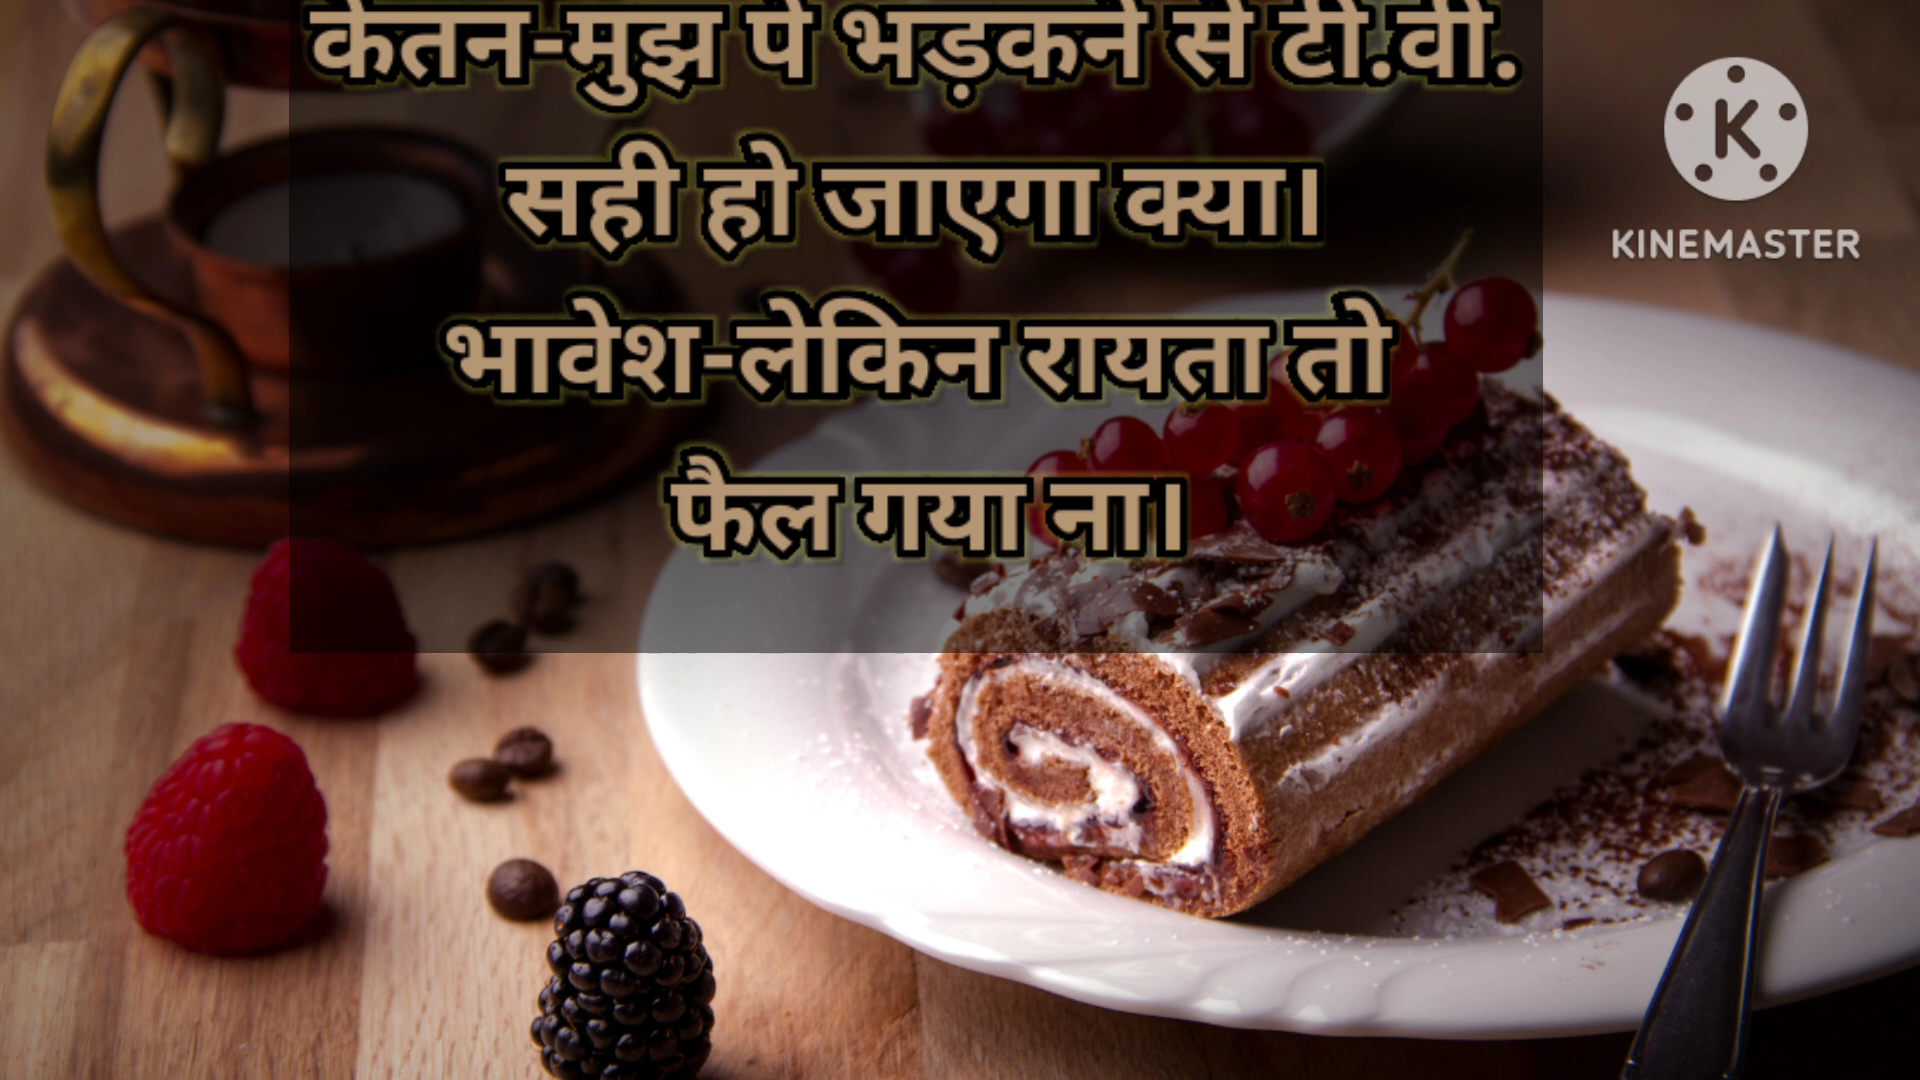 केतन-मुझ पे भड़कने से टी.वी.
सही हो जाएगा क्या।
भावेश-लेकिन रायता तो
फैल गया ना।
K
KINEMASTER